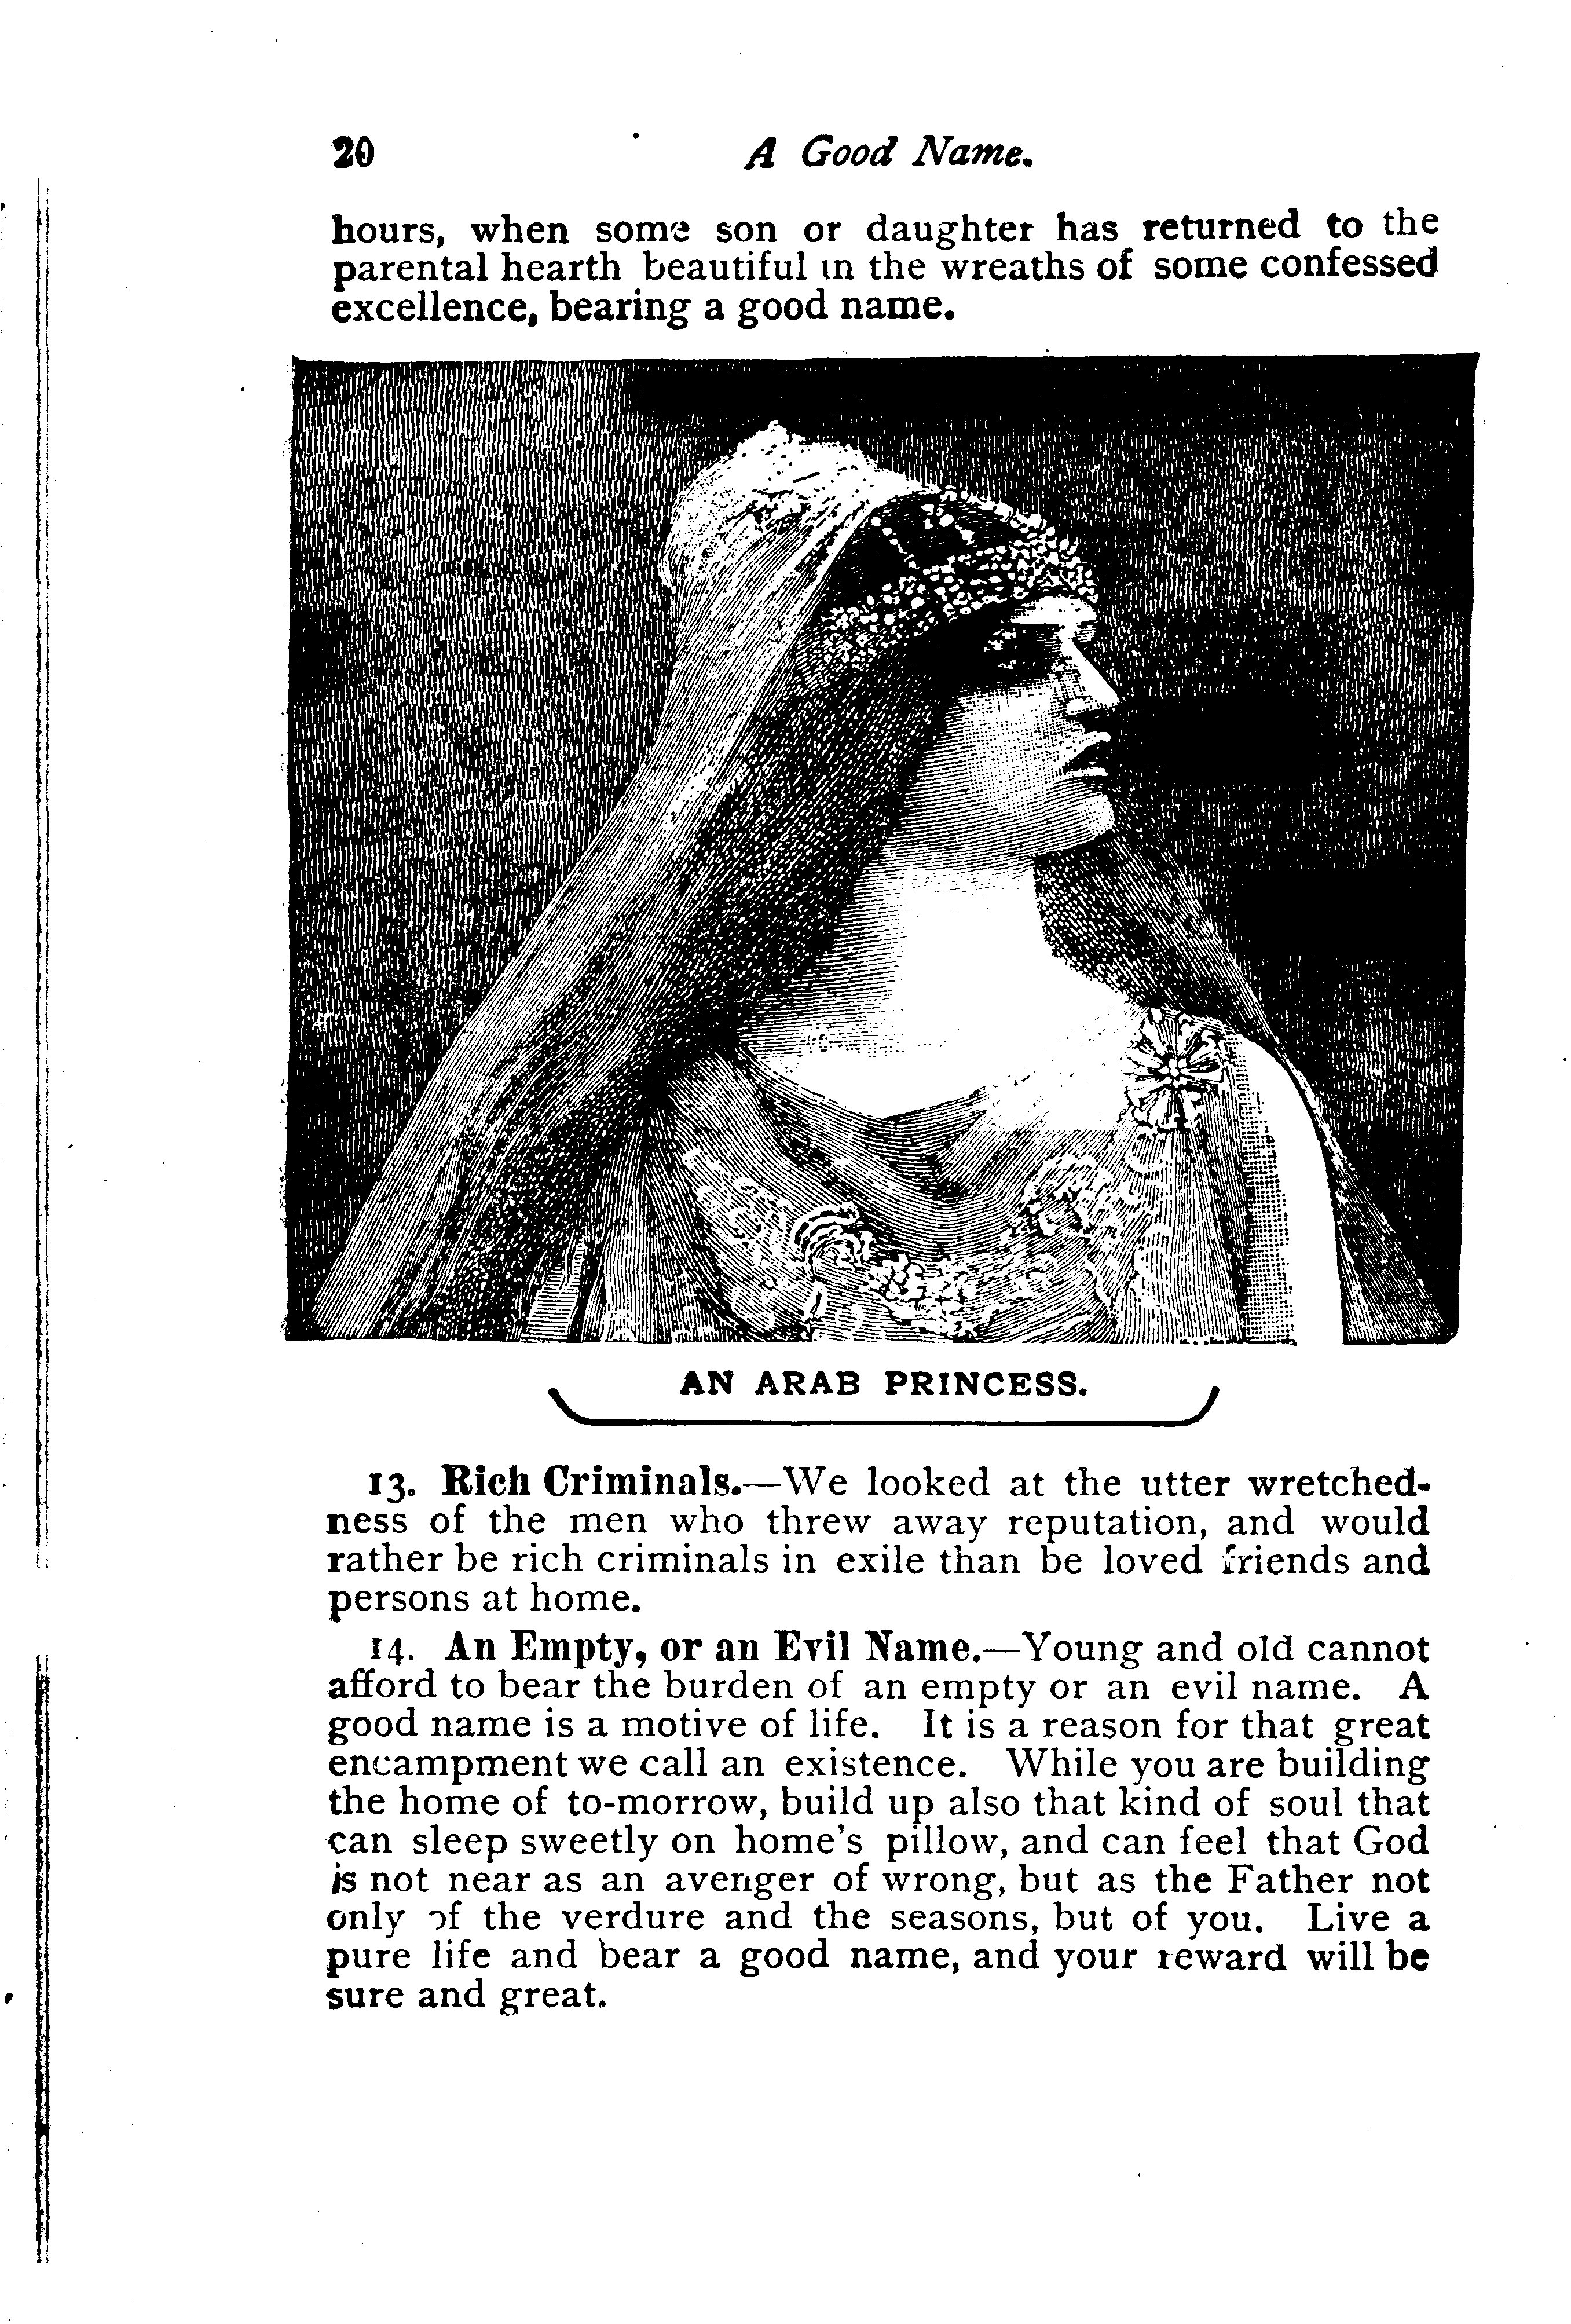 20 A Good Name.
hours, when some son or daughter has returned to the
parental hearth beautiful in the wreaths of some confessed
excellence, bearing a good name.
AN ARAB PRINCESS.
13. Rich Criminals.—We looked at the utter wretched-
ness of the men who threw away reputation, and would
rather be rich criminals in exile than be loved friends and
persons at home.
14. An Empty, or an Evil Name.—Young and old cannot
afford to bear the burden of an empty or an evil name. A
good name is a motive of life. It is a reason for that great
encampment we call an existence. While you are building
the home of to-morrow, build up also that kind of soul that
can sleep sweetly on home's pillow, and can feel that God
is not near as an avenger of wrong, but as the Father not
only of the verdure and the seasons, but of you. Live a
pure life and bear a good name, and your reward will be
sure and great.